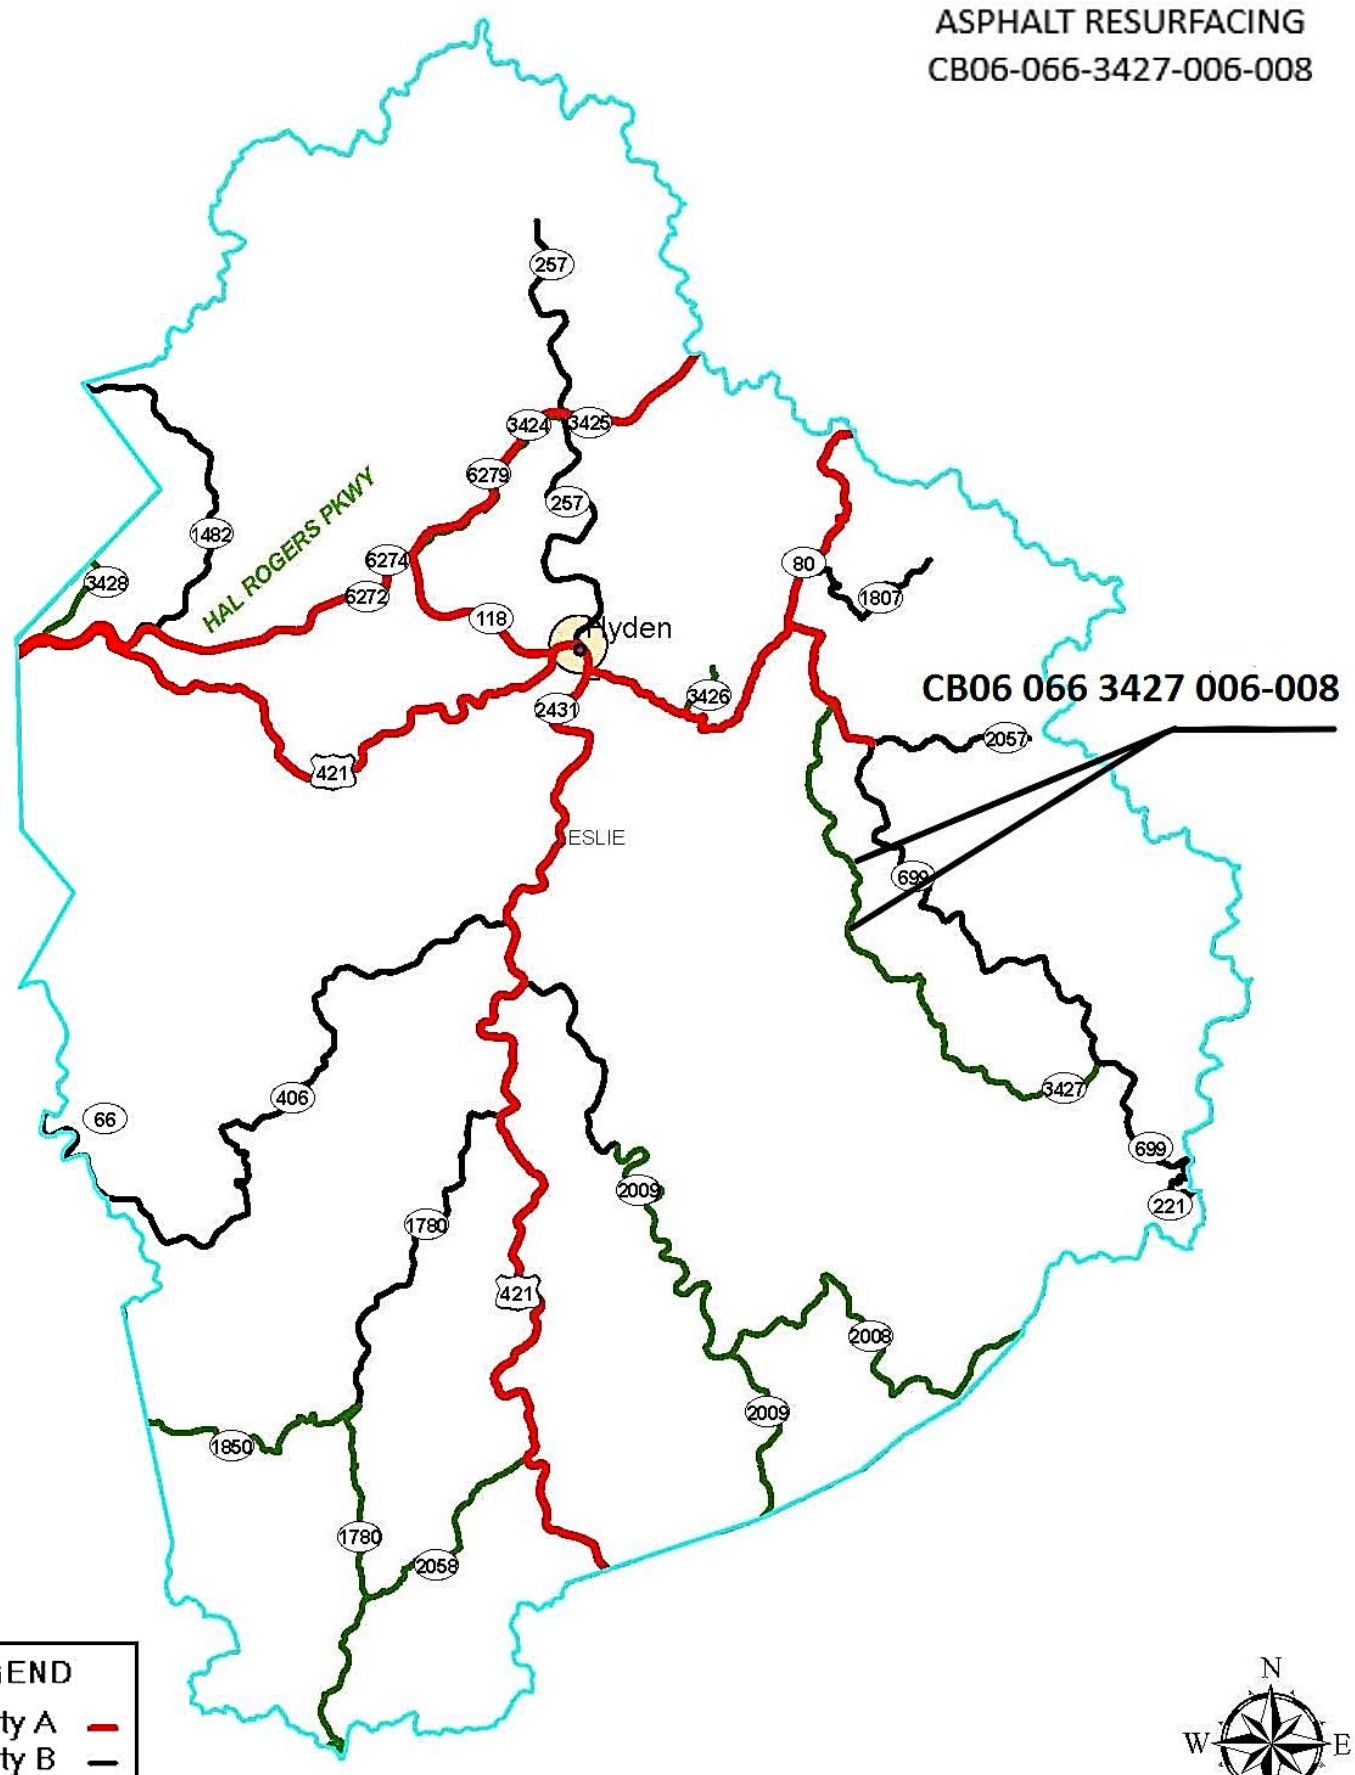 ASPHALT RESURFACING
CB06-066-3427-006-008
257
3424
3425
6279
257
HAL ROGERS PKWY
1482
6274
80
3428
6272
1807
118
Hyden
3426
CB06 066 3427 006-008
2431
2057
421
ESLIE
699
3427
406
66
699
2009
221
1780
421
2008
2009
1850
1780
2058
GEND
ty A
ty B
N
W
E